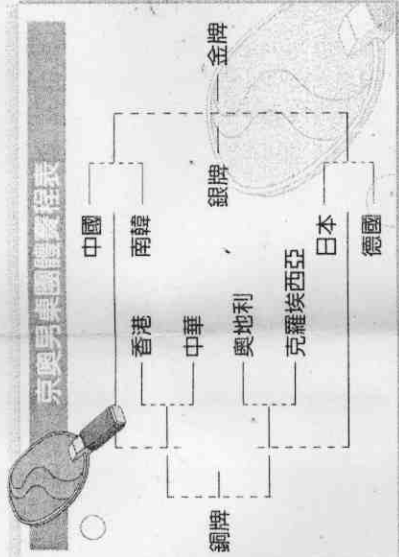 京奧男桌團體賽程表
中國
香港
南韓
中華
銅牌
銀牌
金牌
奧地利
克羅埃西亞
日本
德國